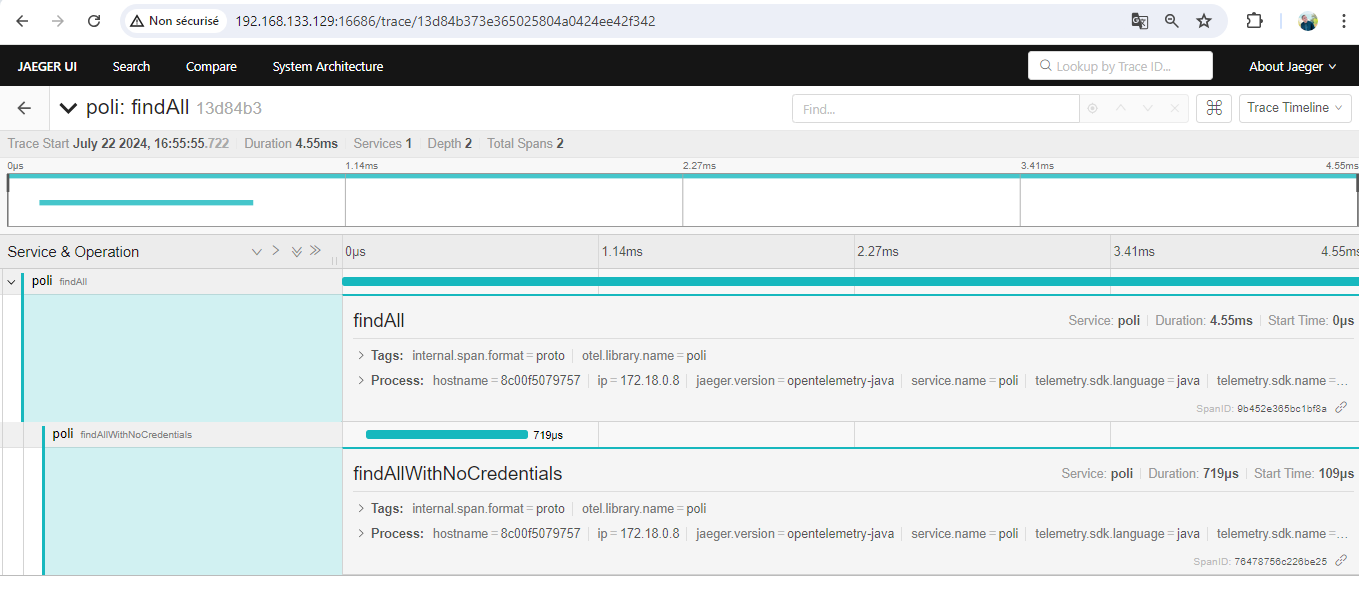 Non sécurisé 192.168.133.129:16686/trace/13d84b373e365025804a0424ee42f342
JAEGER UI Search Compare System Architecture Lookup by Trace ID... About Jaeger
poli: findAll 13d84b3 Find... Trace Timeline
Trace Start July 22 2024, 16:55:55.722 Duration 4.55ms Services 1 Depth 2 Total Spans 2
0μs 1.14ms 2.27ms 3.41ms 4.55ms
Service & Operation 0μs 1.14ms 2.27ms 3.41ms 4.55ms
poli findAll
findAll Service: poli Duration: 4.55ms Start Time: 0μs
Tags: internal.span.format = proto otel.library.name = poli
Process: hostname = 8c00f5079757 ip = 172.18.0.8 jaeger.version = opentelemetry-java service.name = poli telemetry.sdk.language = java telemetry.sdk.name =...
SpanID: 9b452e365bc1bf8a
poli findAllWithNoCredentials 719μs
findAllWithNoCredentials Service: poli Duration: 719μs Start Time: 109μs
Tags: internal.span.format = proto otel.library.name = poli
Process: hostname = 8c00f5079757 ip = 172.18.0.8 jaeger.version = opentelemetry-java service.name = poli telemetry.sdk.language = java telemetry.sdk.name =...
SpanID: 76478756c226be25